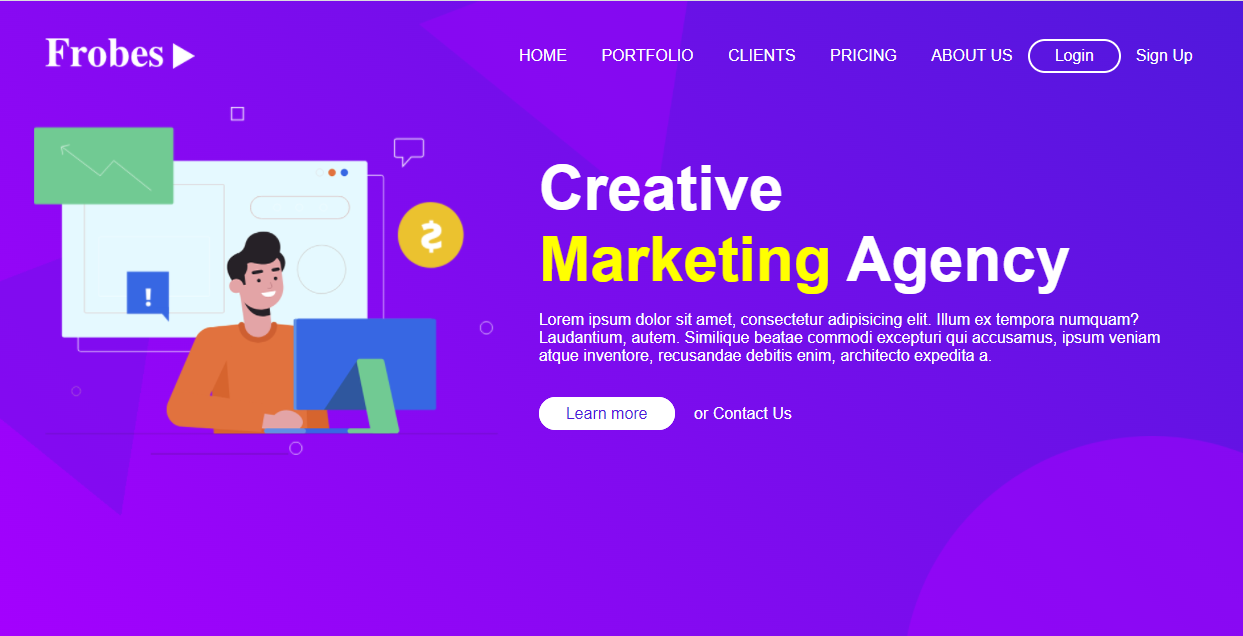 Frobes
HOME PORTFOLIO CLIENTS PRICING ABOUT US Login Sign Up
Creative
Marketing Agency
Lorem ipsum dolor sit amet, consectetur adipisicing elit. Illum ex tempora numquam?
Laudantium, autem. Similique beatae commodi excepturi qui accusamus, ipsum veniam
atque inventore, recusandae debitis enim, architecto expedita a.
Learn more or Contact Us
$
!